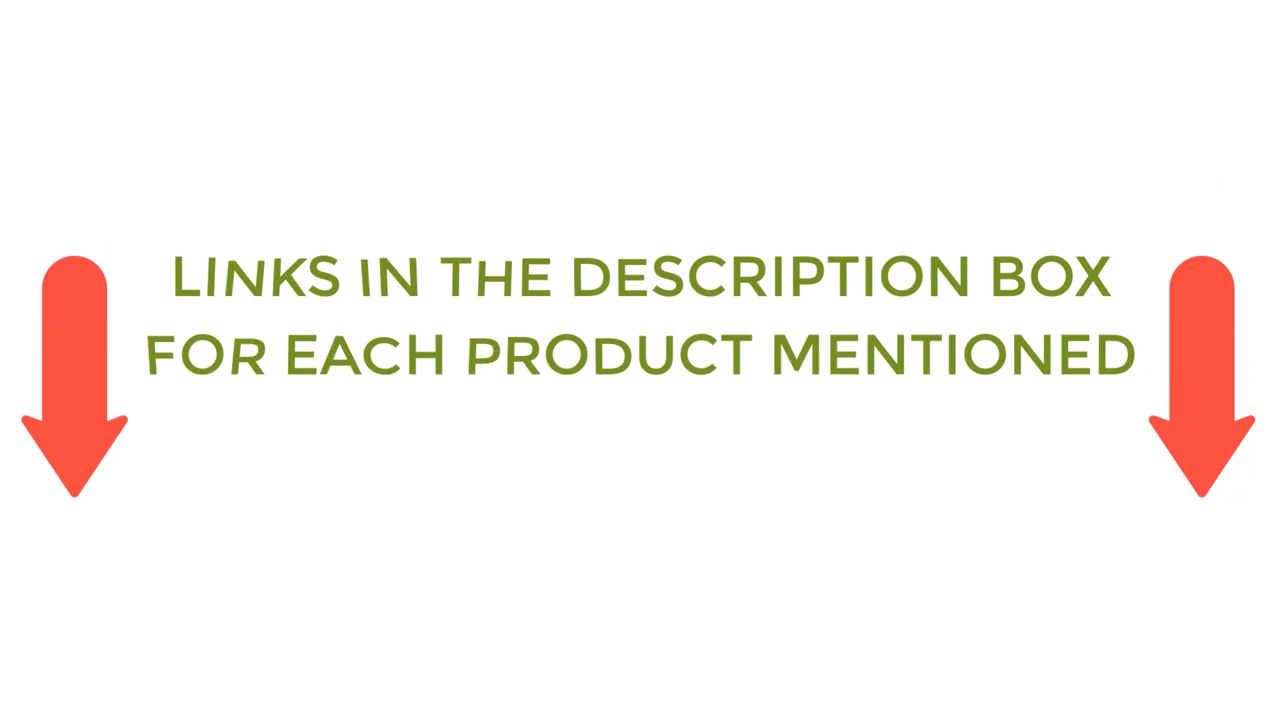 LINKS IN THE DESCRIPTION BOX
FOR EACH PRODUCT MENTIONED